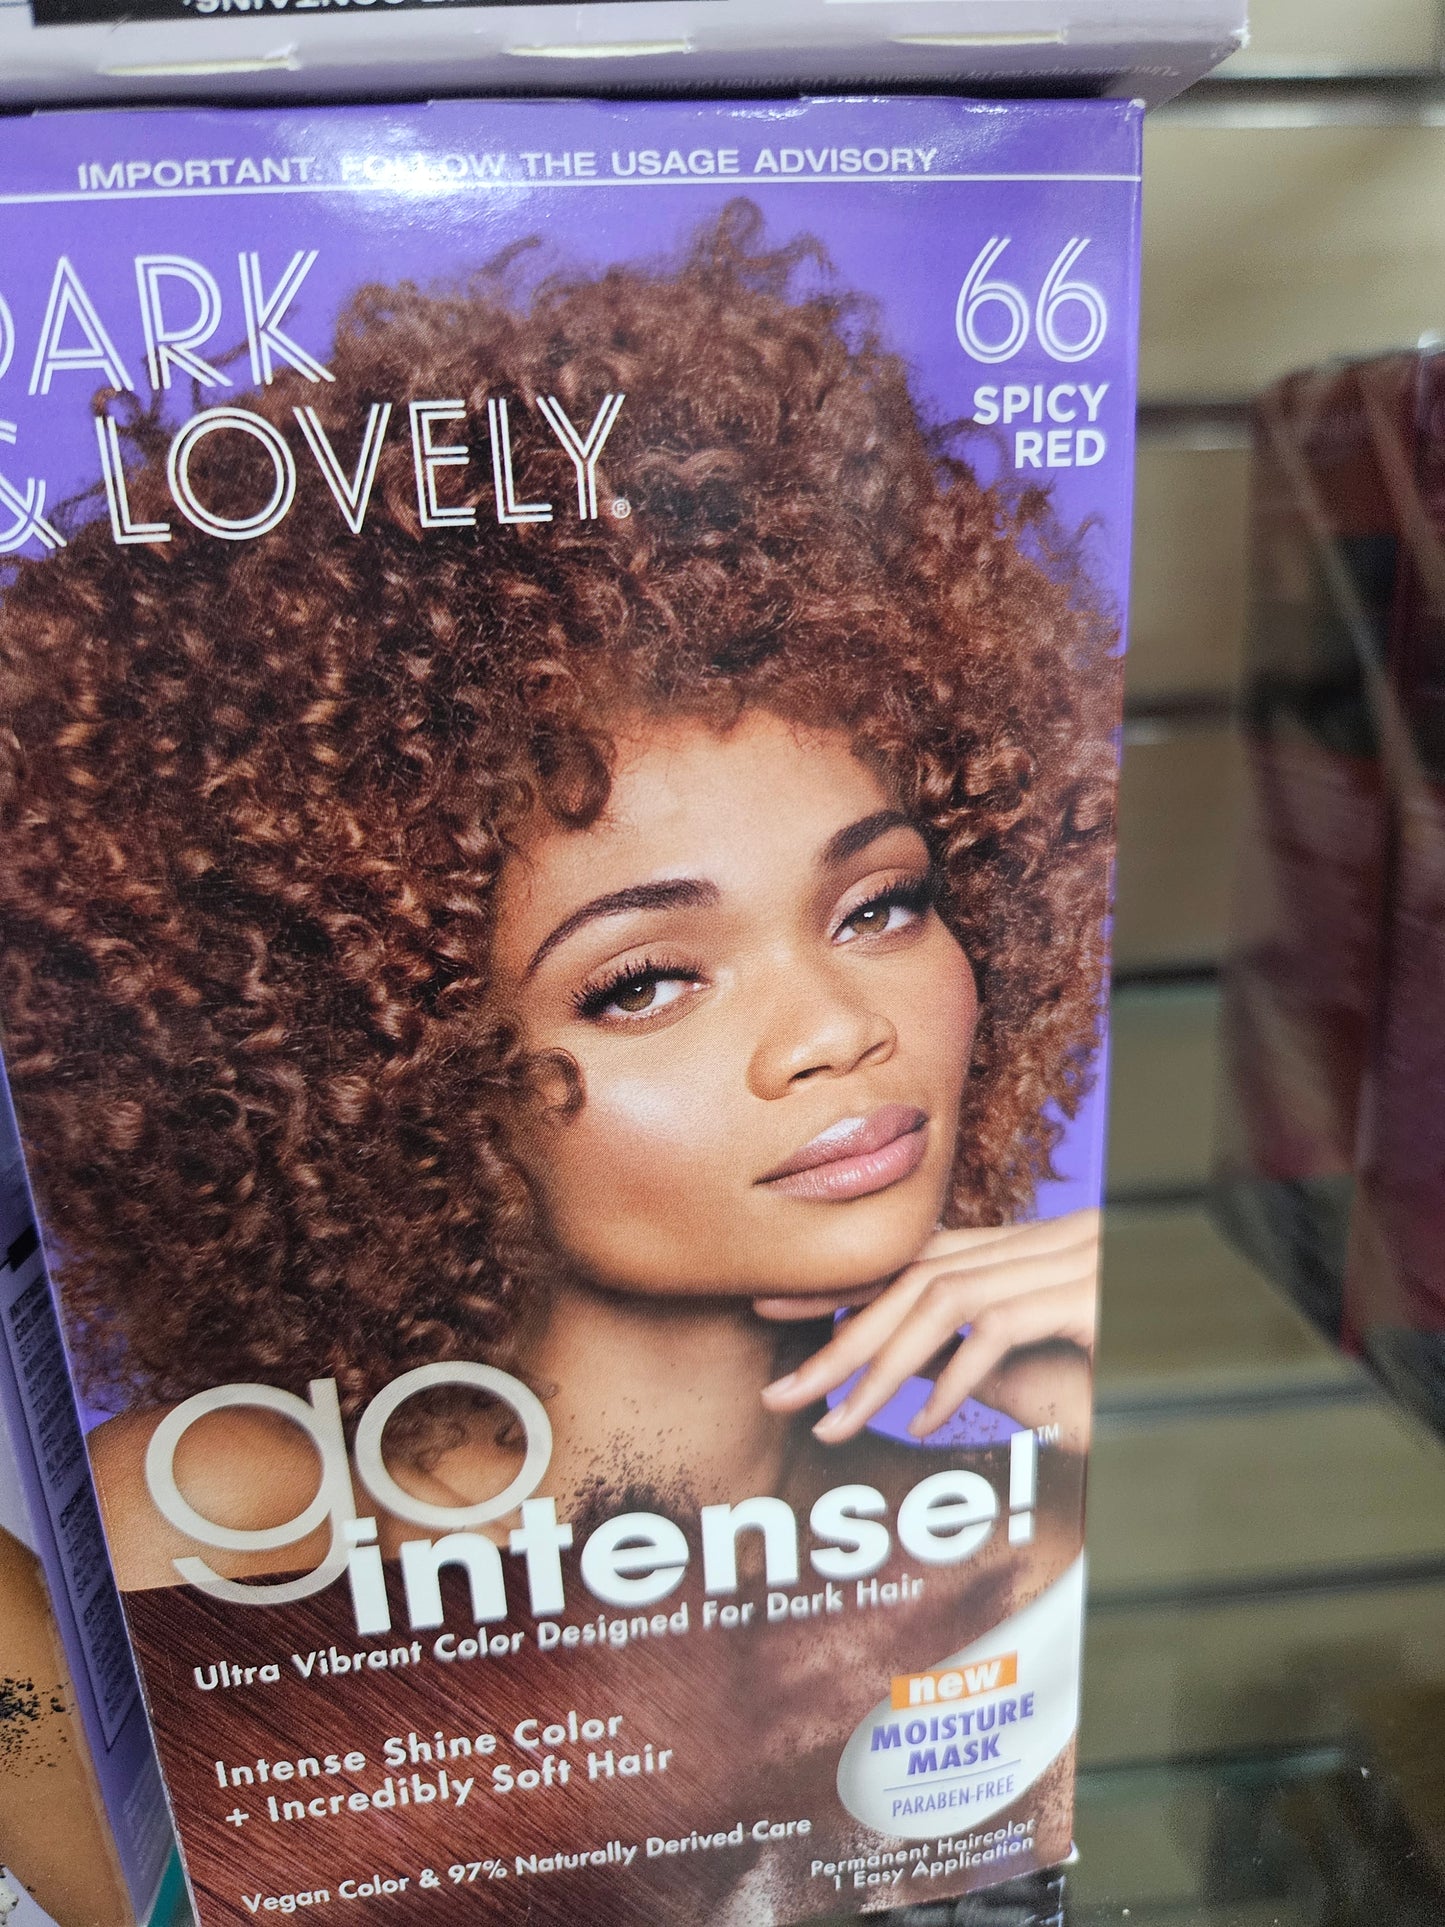 IMPORTANT: FOLLOW THE USAGE ADVISORY
DARK
& LOVELY®
66
SPICY
RED
go
intense!™
Ultra Vibrant Color Designed For Dark Hair
Intense Shine Color
+ Incredibly Soft Hair
Vegan Color & 97% Naturally Derived Care
new
MOISTURE
MASK
PARABEN-FREE
Permanent Haircolor
1 Easy Application